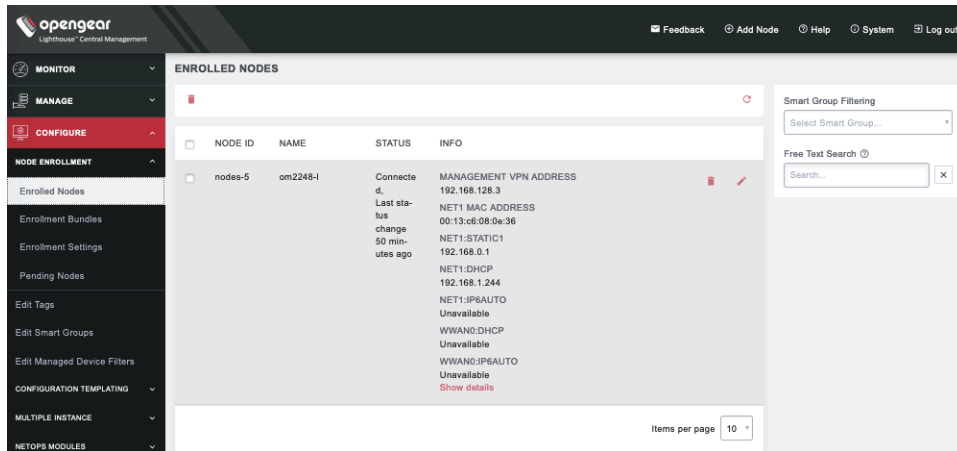 opengear
Lighthouse™ Central Management
Feedback
Add Node
Help
System
Log out
MONITOR
MANAGE
CONFIGURE
NODE ENROLLMENT
Enrolled Nodes
Enrollment Bundles
Enrollment Settings
Pending Nodes
Edit Tags
Edit Smart Groups
Edit Managed Device Filters
CONFIGURATION TEMPLATING
MULTIPLE INSTANCE
NETOPS MODULES
ENROLLED NODES
NODE ID NAME STATUS INFO
nodes-5
om2248-l
Connecte
d,
Last sta-
tus
change
50 min-
utes ago
MANAGEMENT VPN ADDRESS
192.168.128.3
NET1 MAC ADDRESS
00:13:c6:08:0e:36
NET1:STATIC1
192.168.0.1
NET1:DHCP
192.168.1.244
NET1:IP6AUTO
Unavailable
WWAN0:DHCP
Unavailable
WWAN0:IP6AUTO
Unavailable
Show details
Items per page 10
Smart Group Filtering
Select Smart Group...
Free Text Search
Search...